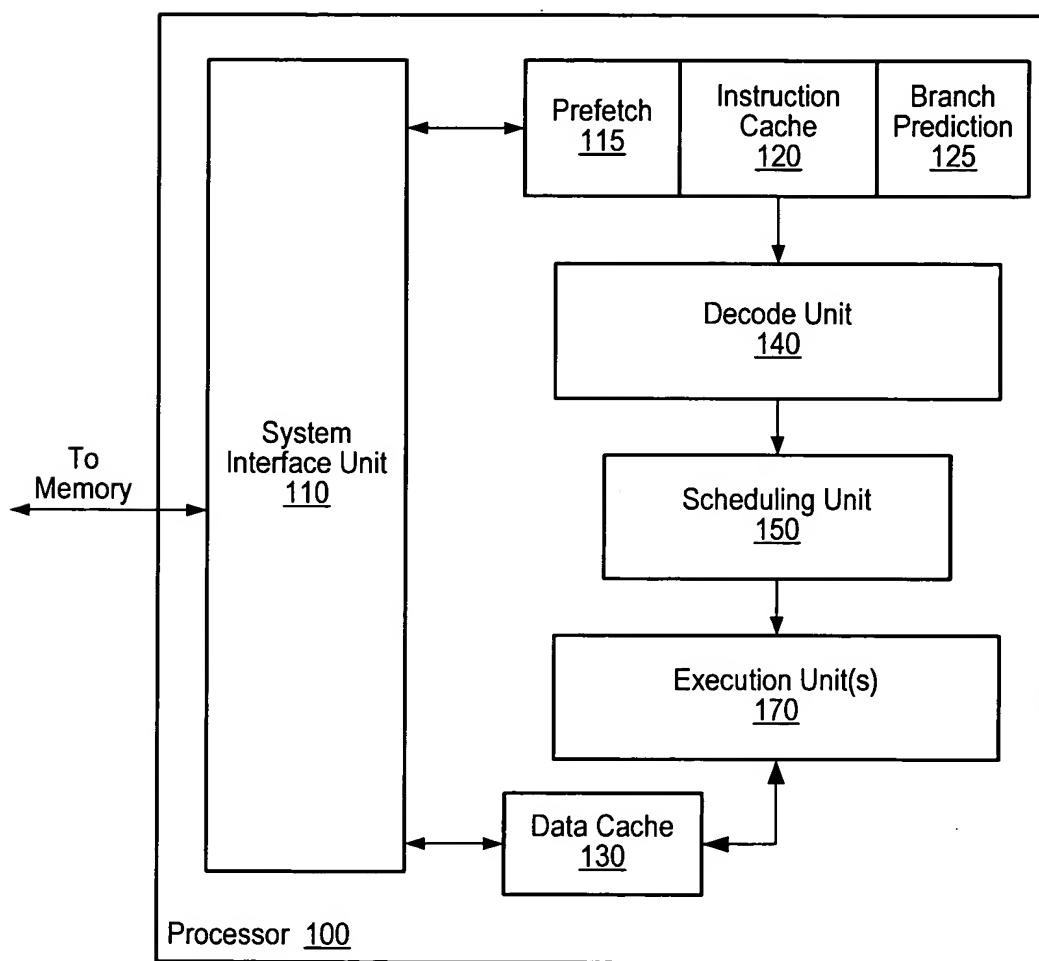 Prefetch
115
Instruction
Cache
120
Branch
Prediction
125
Decode Unit
140
System
Interface Unit
110
To
Memory
Scheduling Unit
150
Execution Unit(s)
170
Data Cache
130
Processor 100